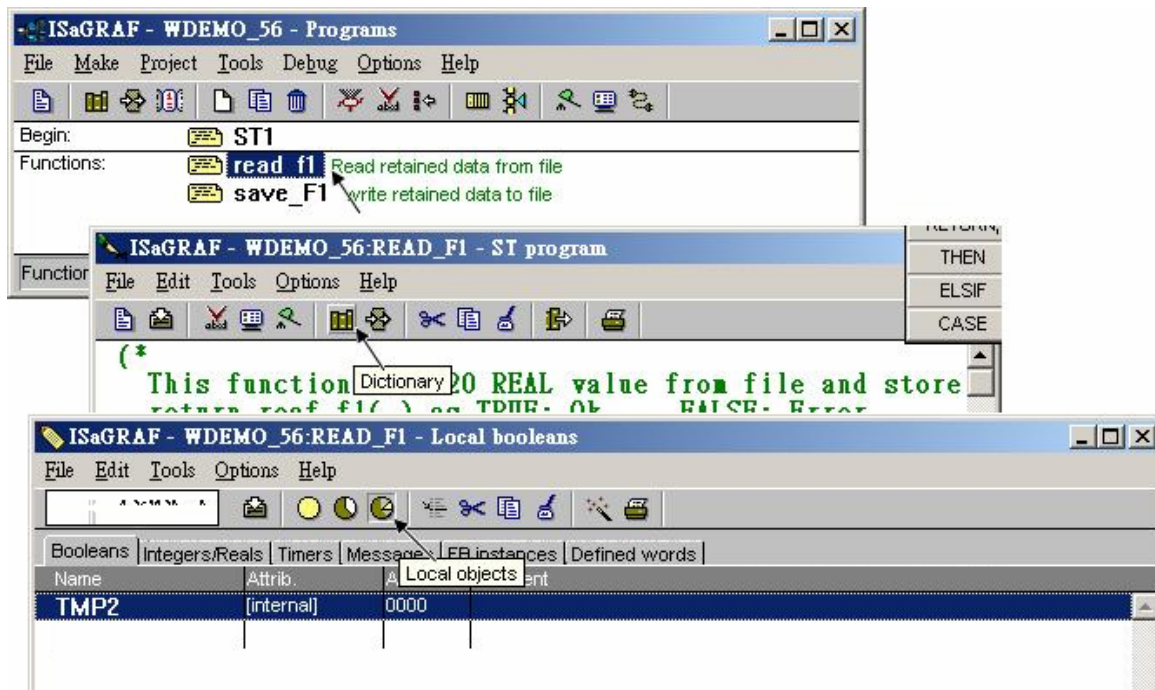 ISaGRAF - WDEMO_56 - Programs
File Make Project Tools Debug Options Help
Begin: ST1
Functions: read_f1 Read retained data from file
save_F1 write retained data to file
Function
ISaGRAF - WDEMO_56:READ_F1 - ST program
File Edit Tools Options Help
THEN
ELSIF
CASE
(*
This function 20 REAL value from file and store
Dictionary
ISaGRAF - WDEMO_56:READ_F1 - Local booleans
File Edit Tools Options Help
Booleans Integers/Reals Timers Messages FB instances Defined words
Local objects
Name Attrib.
TMP2 [internal] 0000